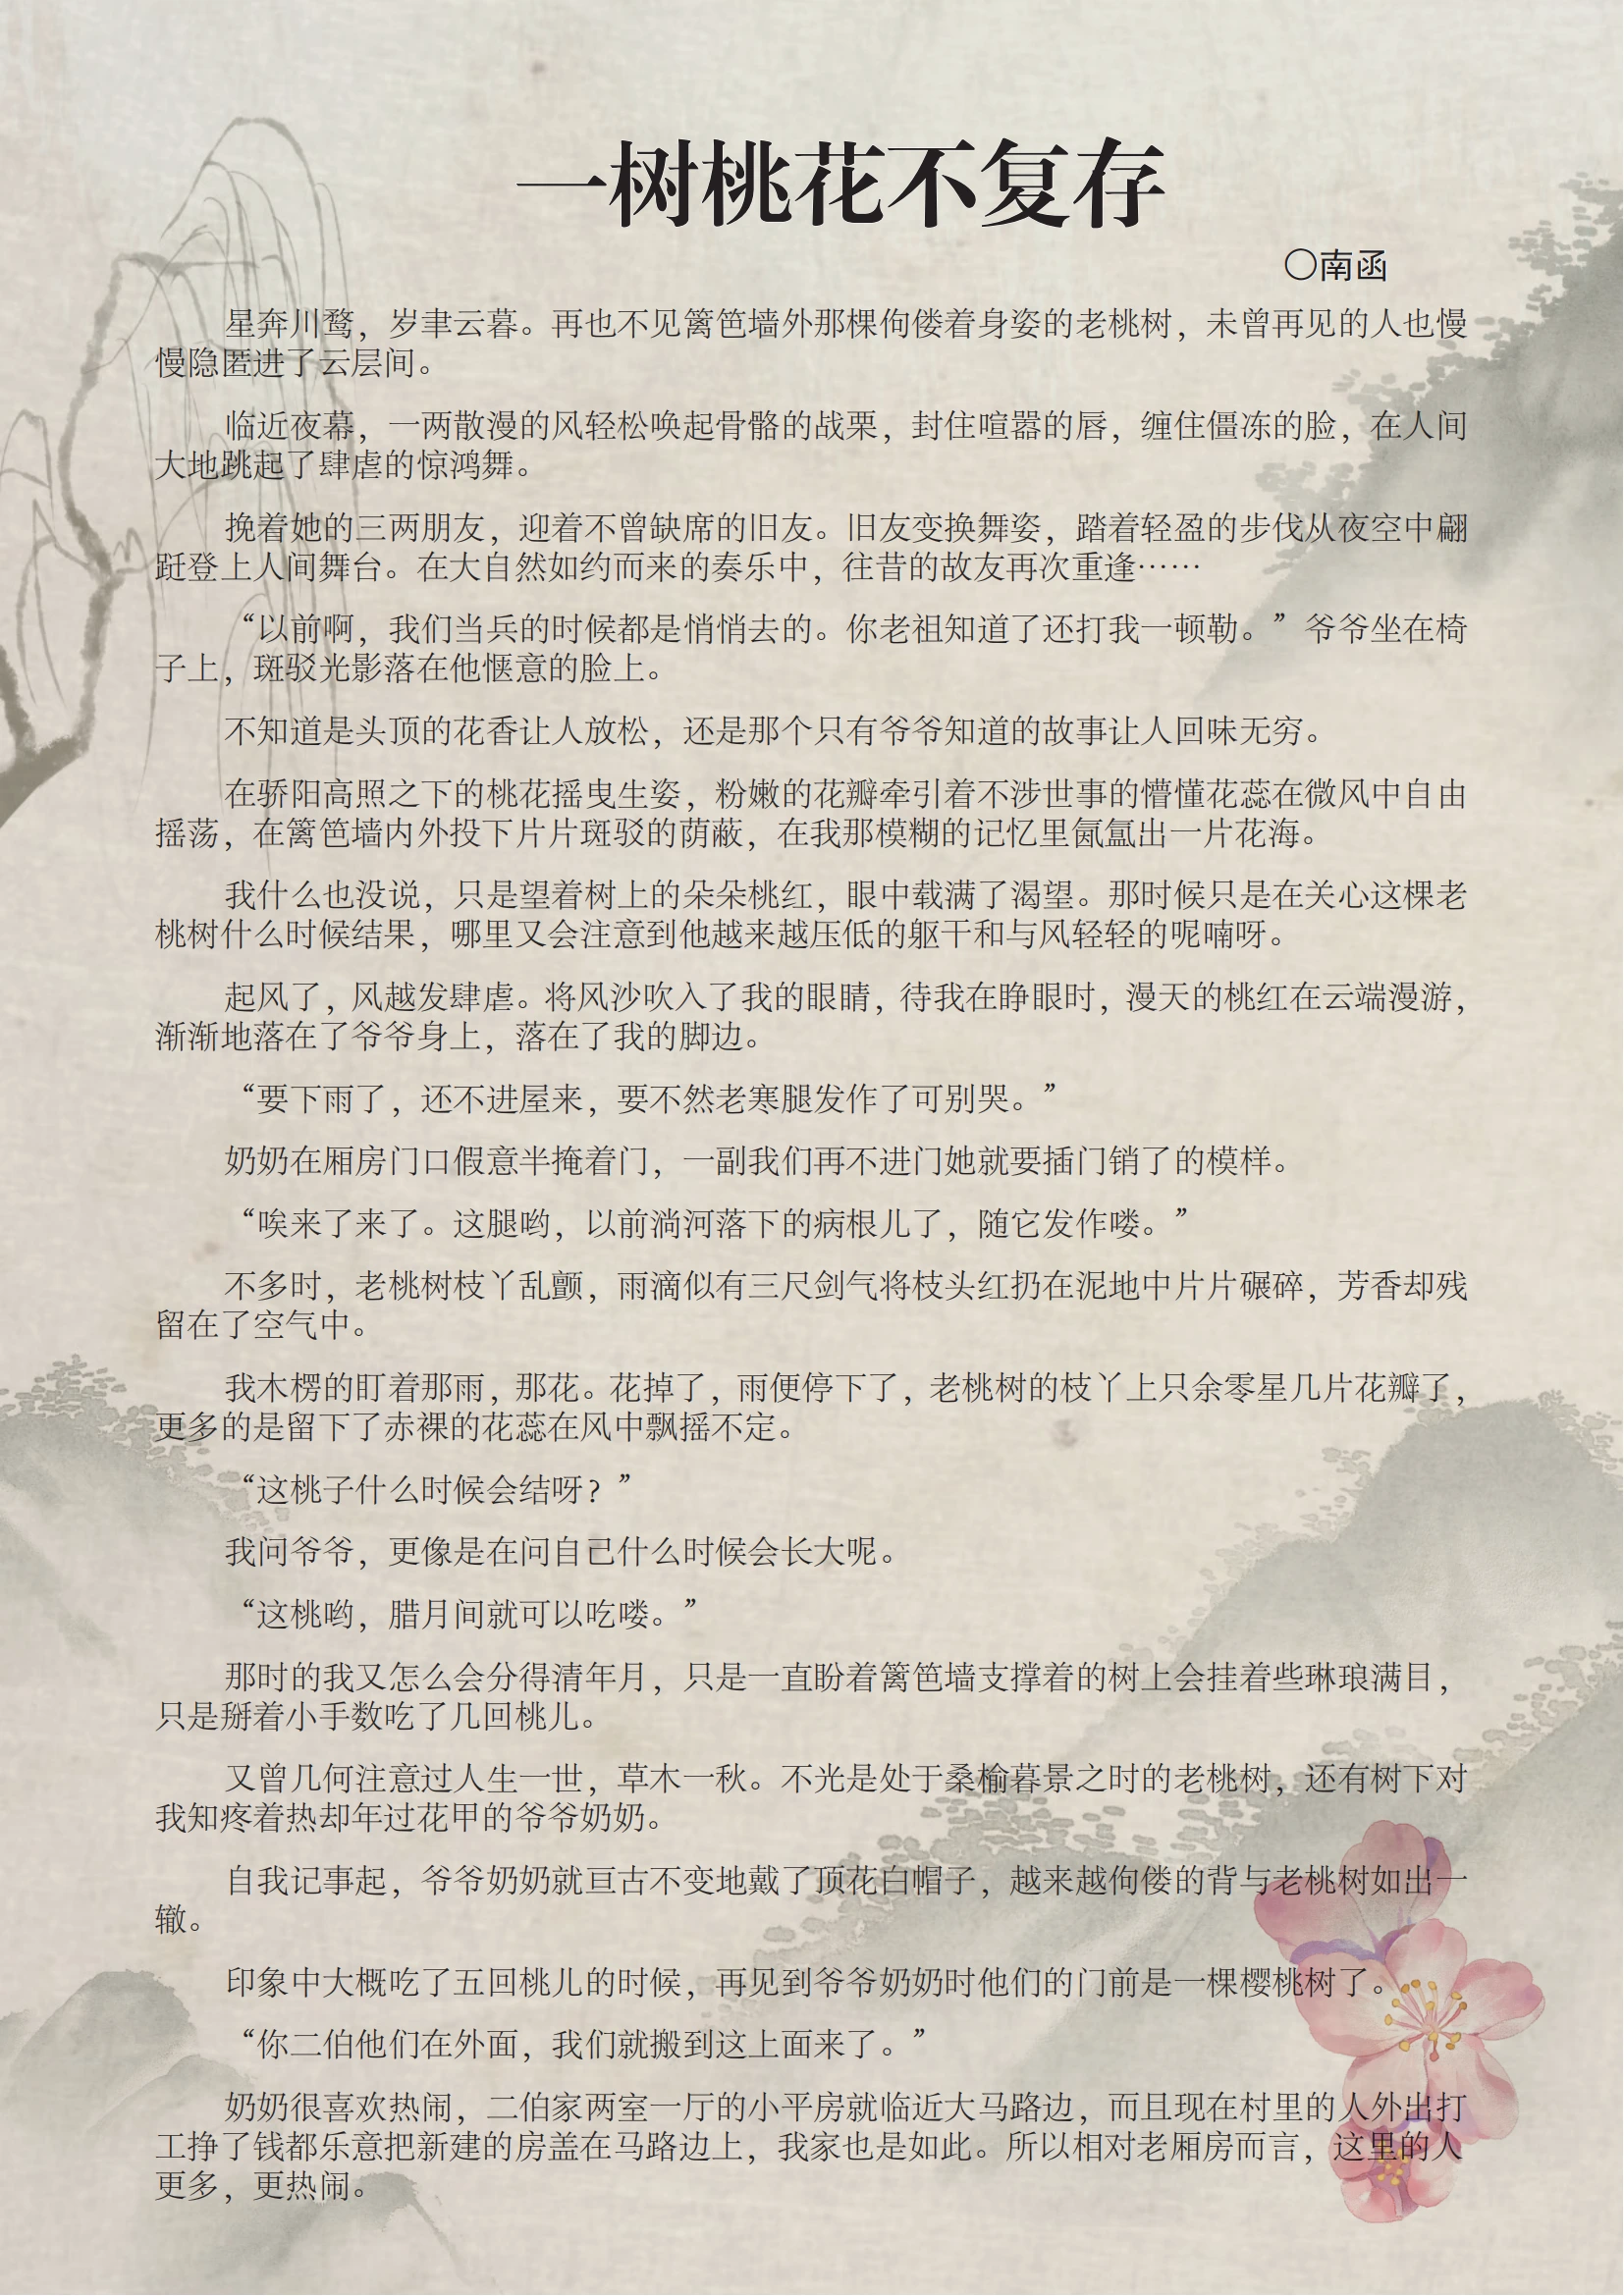 一树桃花不复存
〇南函
星奔川鹜，岁聿云暮。再也不见篱笆墙外那棵佝偻着身姿的老桃树，未曾再见的人也慢
慢隐匿进了云层间。
临近夜幕，一两散漫的风轻松唤起骨骼的战栗，封住喧嚣的唇，缠住僵冻的脸，在人间
大地跳起了肆虐的惊鸿舞。
挽着她的三两朋友，迎着不曾缺席的旧友。旧友变换舞姿，踏着轻盈的步伐从夜空中翩
跹登上人间舞台。在大自然如约而来的奏乐中，往昔的故友再次重逢……
“以前啊，我们当兵的时候都是悄悄去的。你老祖知道了还打我一顿勒。”爷爷坐在椅
子上，斑驳光影落在他惬意的脸上。
不知道是头顶的花香让人放松，还是那个只有爷爷知道的故事让人回味无穷。
在骄阳高照之下的桃花摇曳生姿，粉嫩的花瓣牵引着不涉世事的懵懂花蕊在微风中自由
摇荡，在篱笆墙内外投下片片斑驳的荫蔽，在我那模糊的记忆里氤氲出一片花海。
我什么也没说，只是望着树上的朵朵桃红，眼中载满了渴望。那时候只是在关心这棵老
桃树什么时候结果，哪里又会注意到他越来越压低的躯干和与风轻轻的呢喃呀。
起风了，风越发肆虐。将风沙吹入了我的眼睛，待我在睁眼时，漫天的桃红在云端漫游，
渐渐地落在了爷爷身上，落在了我的脚边。
“要下雨了，还不进屋来，要不然老寒腿发作了可别哭。”
奶奶在厢房门口假意半掩着门，一副我们再不进门她就要插门销了的模样。
“唉来了来了。这腿哟，以前淌河落下的病根儿了，随它发作喽。”
不多时，老桃树枝丫乱颤，雨滴似有三尺剑气将枝头红扔在泥地中片片碾碎，芳香却残
留在了空气中。
我木楞的盯着那雨，那花。花掉了，雨便停下了，老桃树的枝丫上只余零星几片花瓣了，
更多的是留下了赤裸的花蕊在风中飘摇不定。
“这桃子什么时候会结呀？”
我问爷爷，更像是在问自己什么时候会长大呢。
“这桃哟，腊月间就可以吃喽。”
那时的我又怎么会分得清年月，只是一直盼着篱笆墙支撑着的树上会挂着些琳琅满目，
只是掰着小手数吃了几回桃儿。
又曾几何注意过人生一世，草木一秋。不光是处于桑榆暮景之时的老桃树，还有树下对
我知疼着热却年过花甲的爷爷奶奶。
自我记事起，爷爷奶奶就亘古不变地戴了顶花白帽子，越来越佝偻的背与老桃树如出一
辙。
印象中大概吃了五回桃儿的时候，再见到爷爷奶奶时他们的门前是一棵樱桃树了。
“你二伯他们在外面，我们就搬到这上面来了。”
奶奶很喜欢热闹，二伯家两室一厅的小平房就临近大马路边，而且现在村里的人外出打
工挣了钱都乐意把新建的房盖在马路边上，我家也是如此。所以相对老厢房而言，这里的人
更多，更热闹。